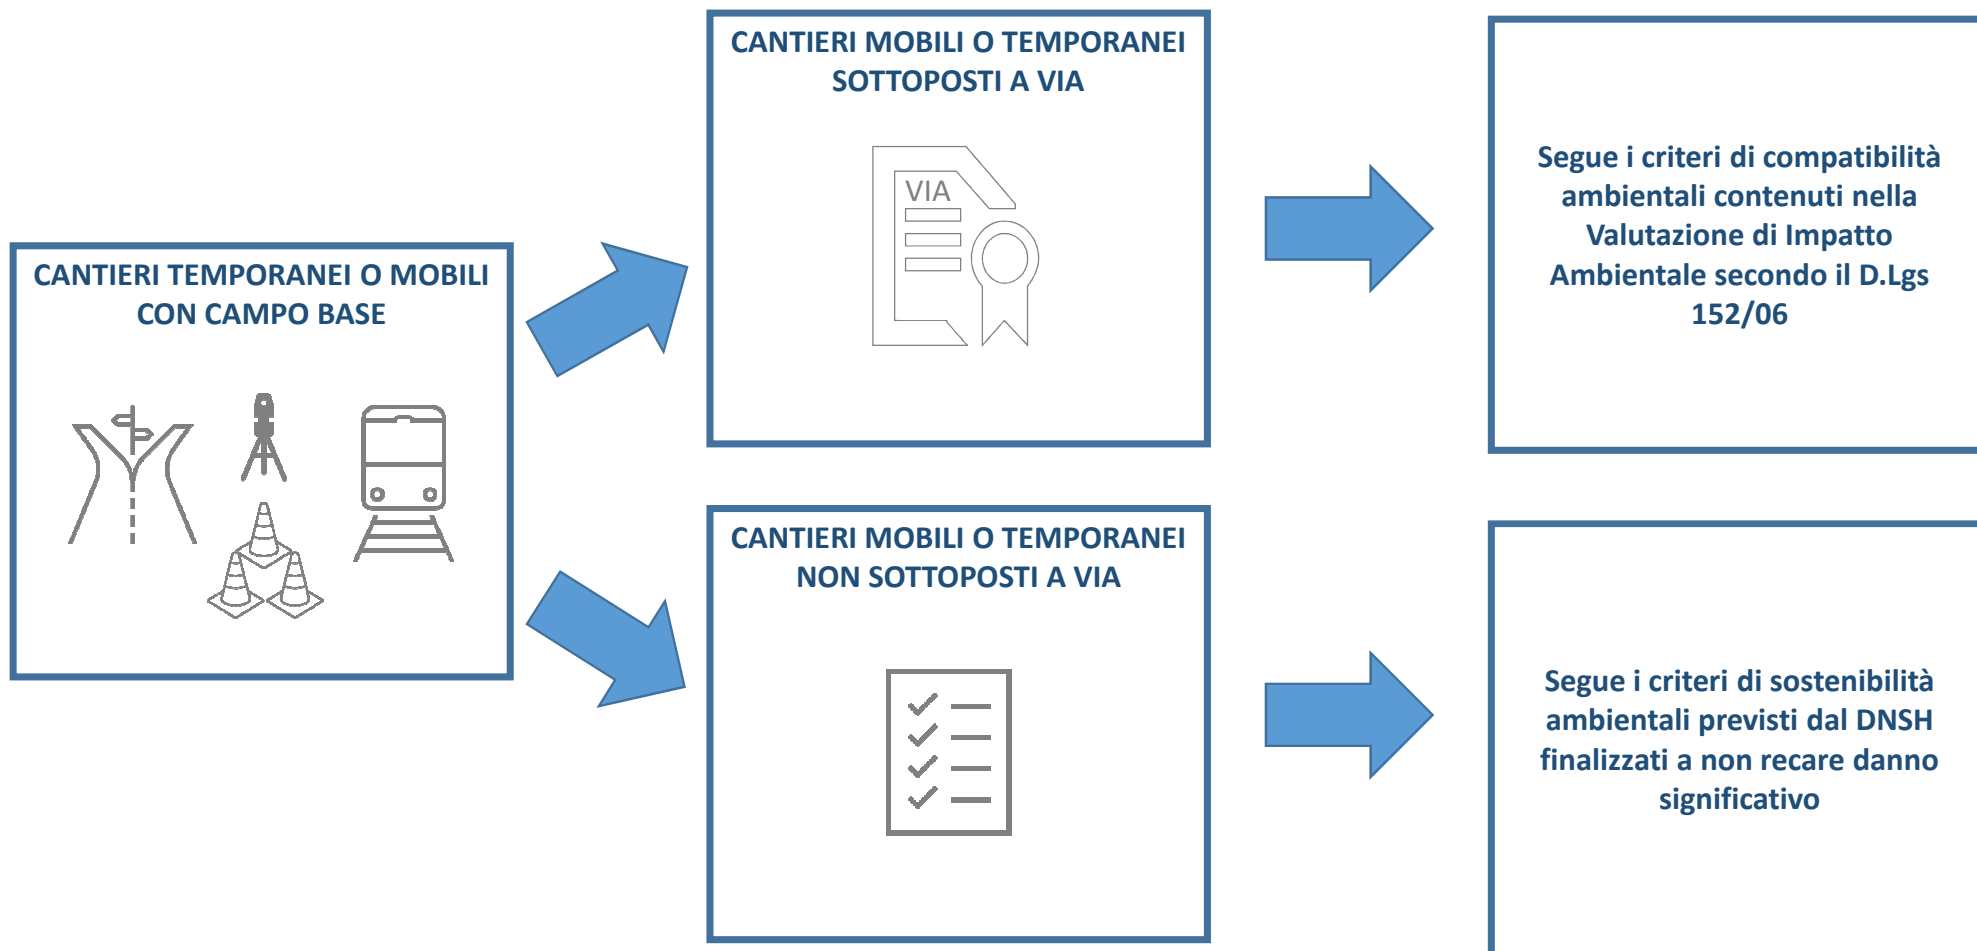 CANTIERI TEMPORANEI O MOBILI
CON CAMPO BASE
CANTIERI MOBILI O TEMPORANEI
SOTTOPOSTI A VIA
VIA
Segue i criteri di compatibilità
ambientali contenuti nella
Valutazione di Impatto
Ambientale secondo il D.Lgs
152/06
CANTIERI MOBILI O TEMPORANEI
NON SOTTOPOSTI A VIA
Segue i criteri di sostenibilità
ambientali previsti dal DNSH
finalizzati a non recare danno
significativo